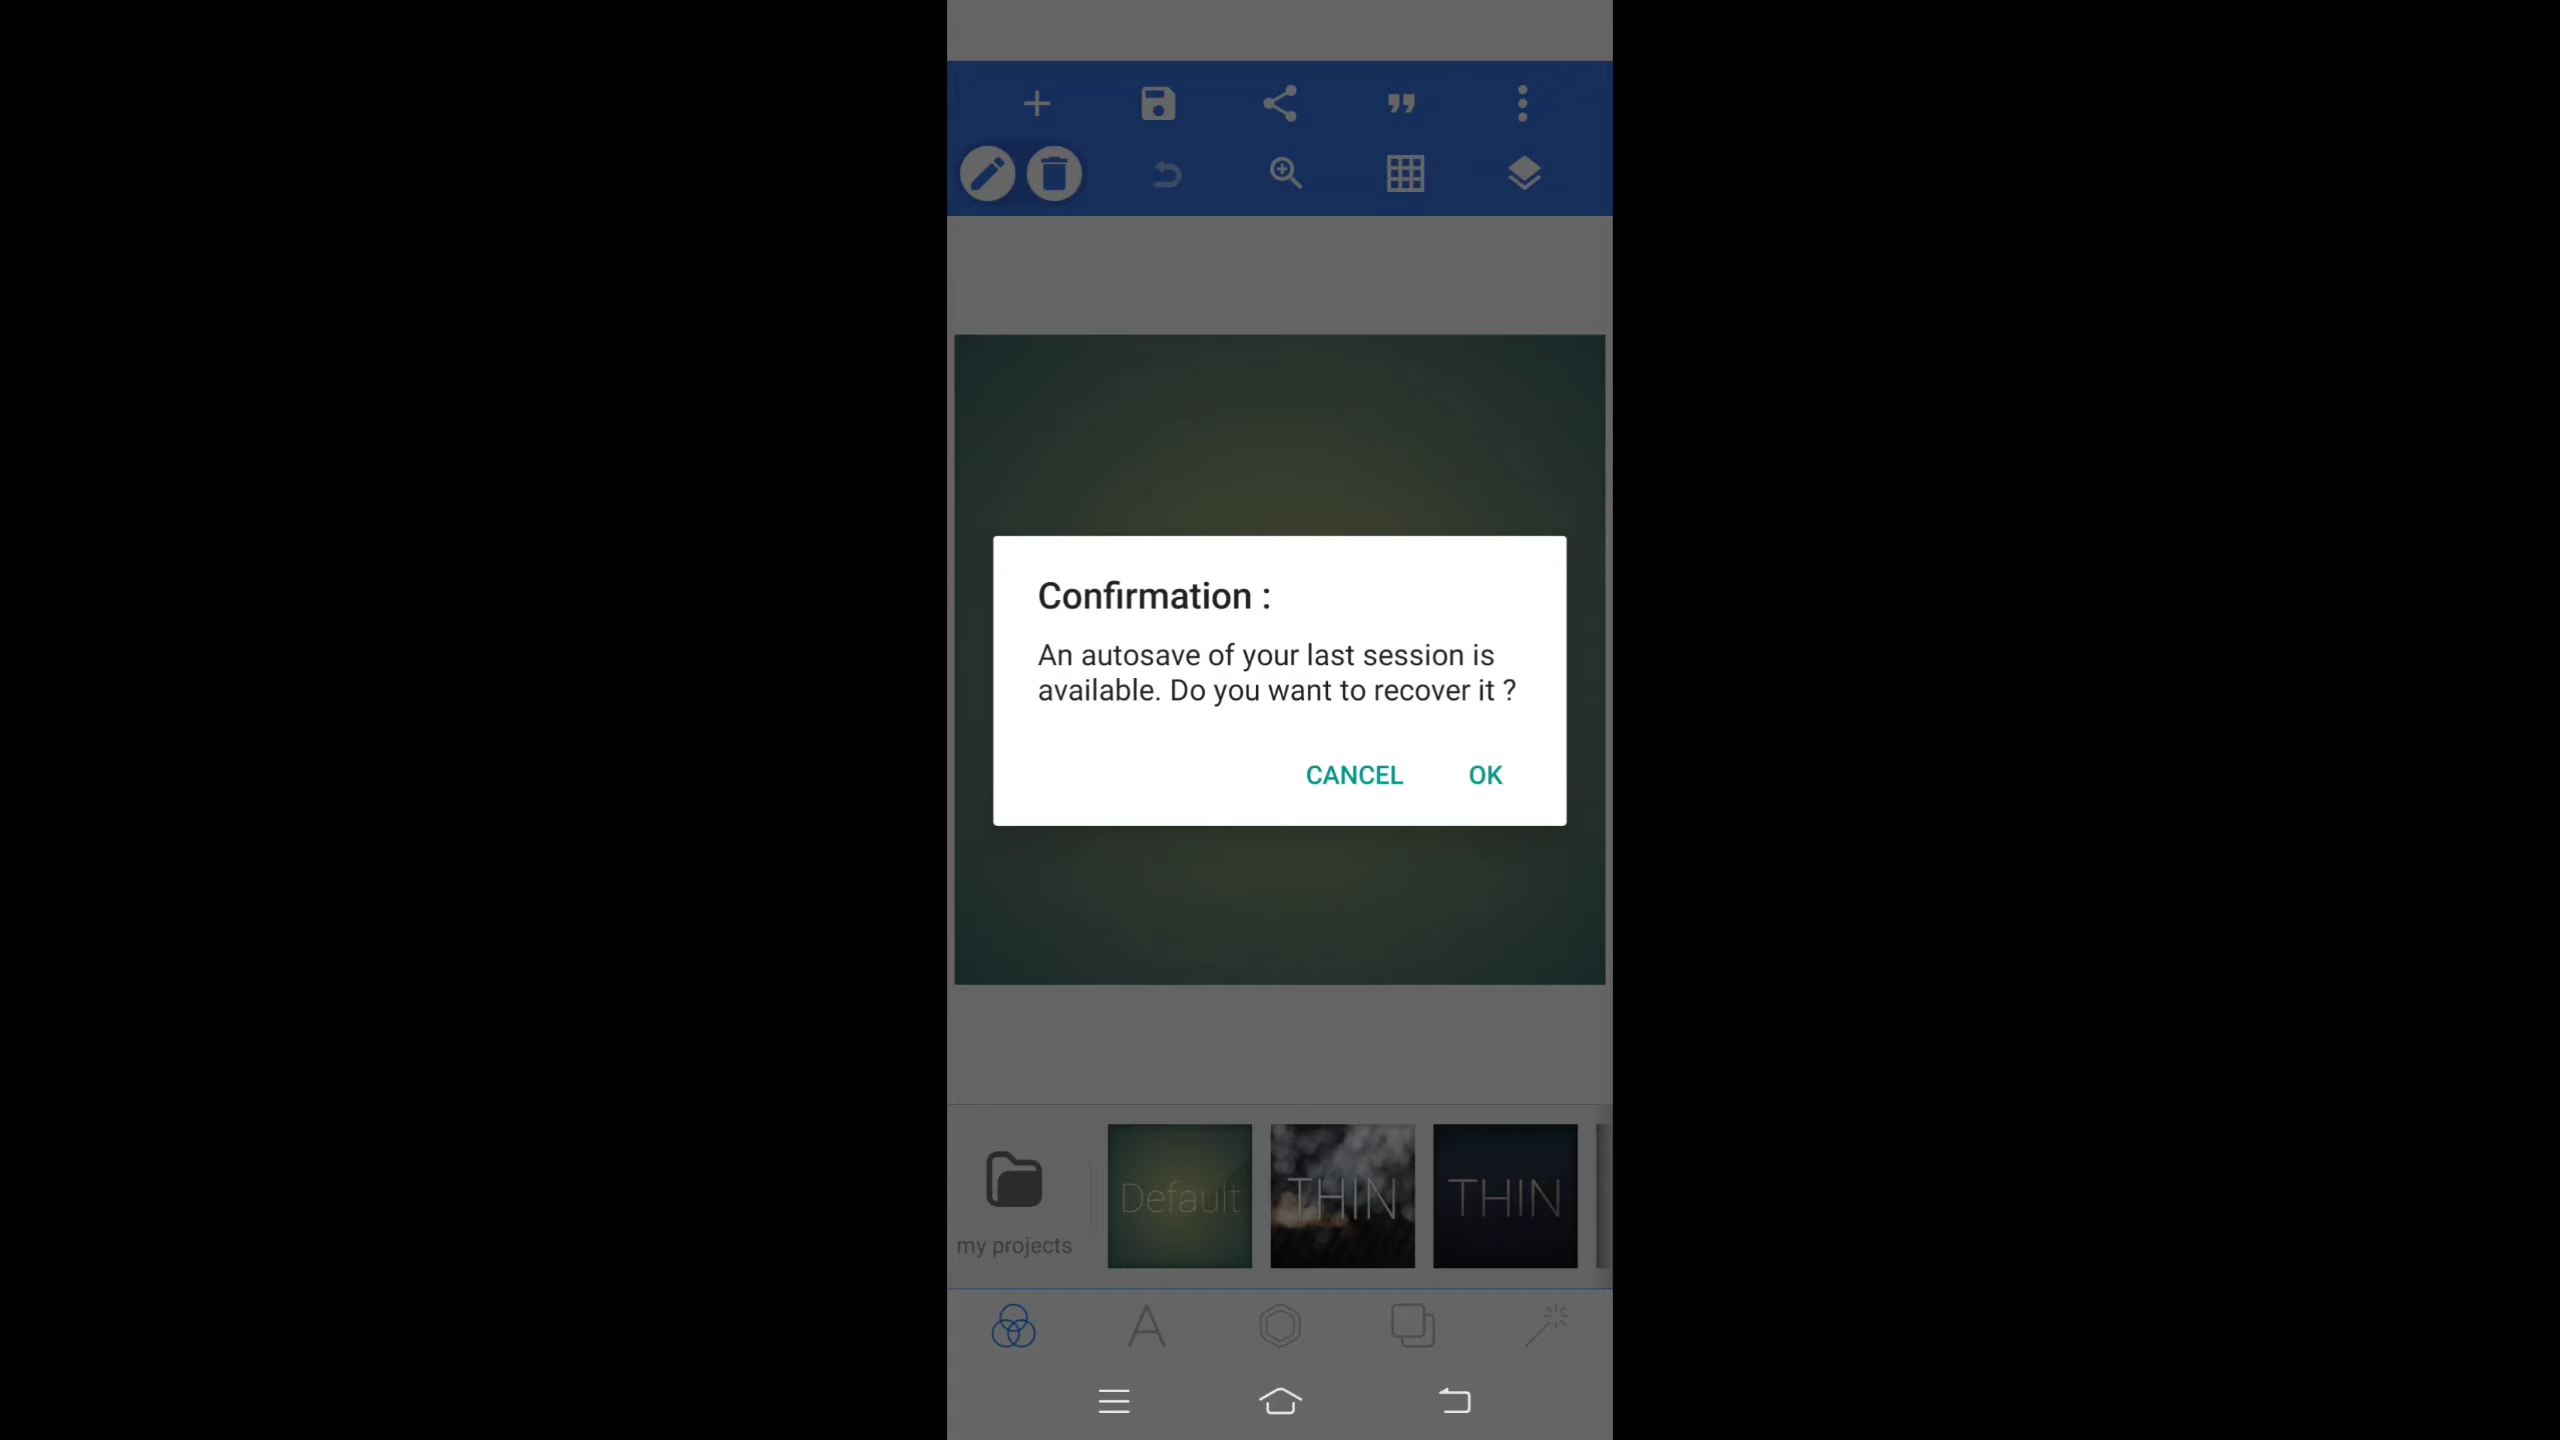 Confirmation :
An autosave of your last session is
available. Do you want to recover it ?
CANCEL OK
Default THIN THIN
my projects